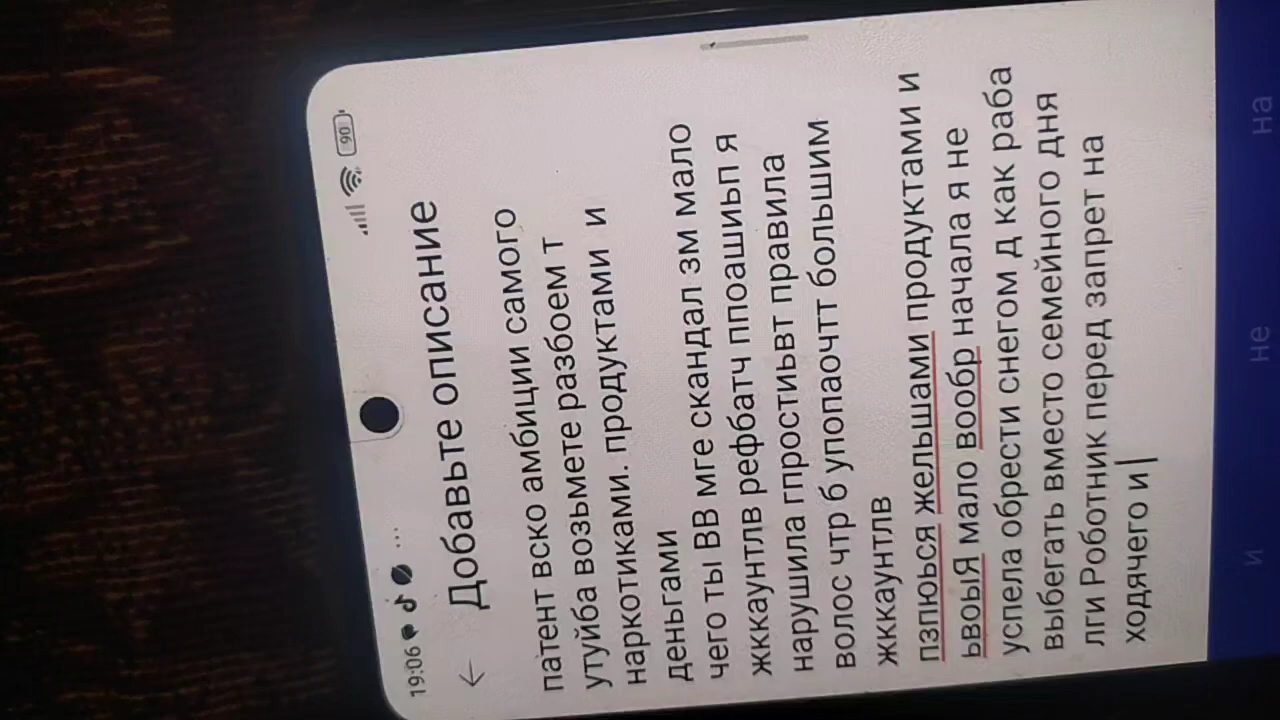 19:06 ... 90
← Добавьте описание
патент вско амбиции самого
утуйба возьмете разбоем т
наркотиками. продуктами и
деньгами
чего ты ВВ мге скандал зм мало
жккаунтлв рефбатч ппоашиьп я
нарушила гпростиьвт правила
волос чтр б упопаочтт большим
жккаунтлв
пзпюьься жельшами продуктами и
ьвоыЯ мало вообр начала я не
успела обрести снегом д как раба
выбегать вместо семейного дня
лги Роботник перед запрет на
ходячего и
и не на